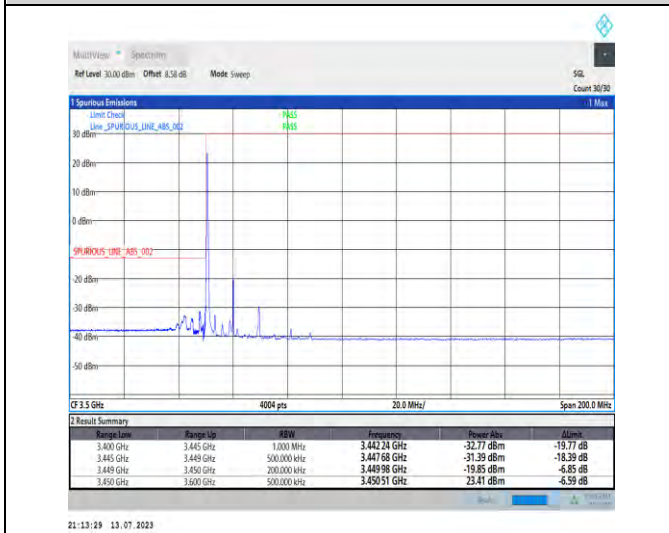 MultiView Spectrum
Ref Level 30.00 dBm Offset 8.58 dB Mode Sweep SGL
Count 30/30
1 Spurious Emissions 1 Max
Limit Check PASS
Line _SPURIOUS_LINE_ABS_002 PASS
30 dBm
20 dBm
10 dBm
0 dBm
SPURIOUS_LINE_ABS_002
-20 dBm
-30 dBm
-40 dBm
-50 dBm
CF 3.5 GHz 4004 pts 20.0 MHz/ Span 200.0 MHz
2 Result Summary
Range Low Range Up RBW Frequency Power Abs ΔLimit
3.400 GHz 3.445 GHz 1.000 MHz 3.442 24 GHz -32.77 dBm -19.77 dB
3.445 GHz 3.449 GHz 500.000 kHz 3.447 68 GHz -31.39 dBm -18.39 dB
3.449 GHz 3.450 GHz 200.000 kHz 3.449 98 GHz -19.85 dBm -6.85 dB
3.450 GHz 3.600 GHz 500.000 kHz 3.450 51 GHz 23.41 dBm -6.59 dB
Ready
21:13:29 13.07.2023